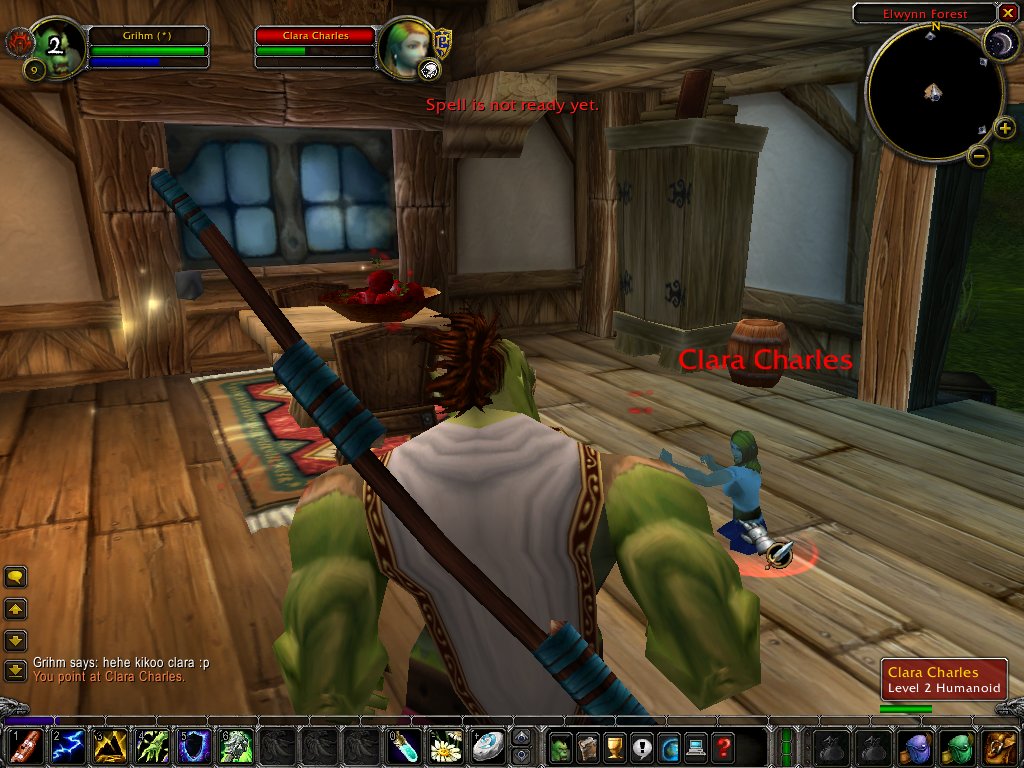 Elwynn Forest
N
Grihm (*)
Clara Charles
2
9
Spell is not ready yet.
Clara Charles
Grihm says: hehe kikoo clara :p
You point at Clara Charles.
Clara Charles
Level 2 Humanoid
1 2 3 4 5 6 0